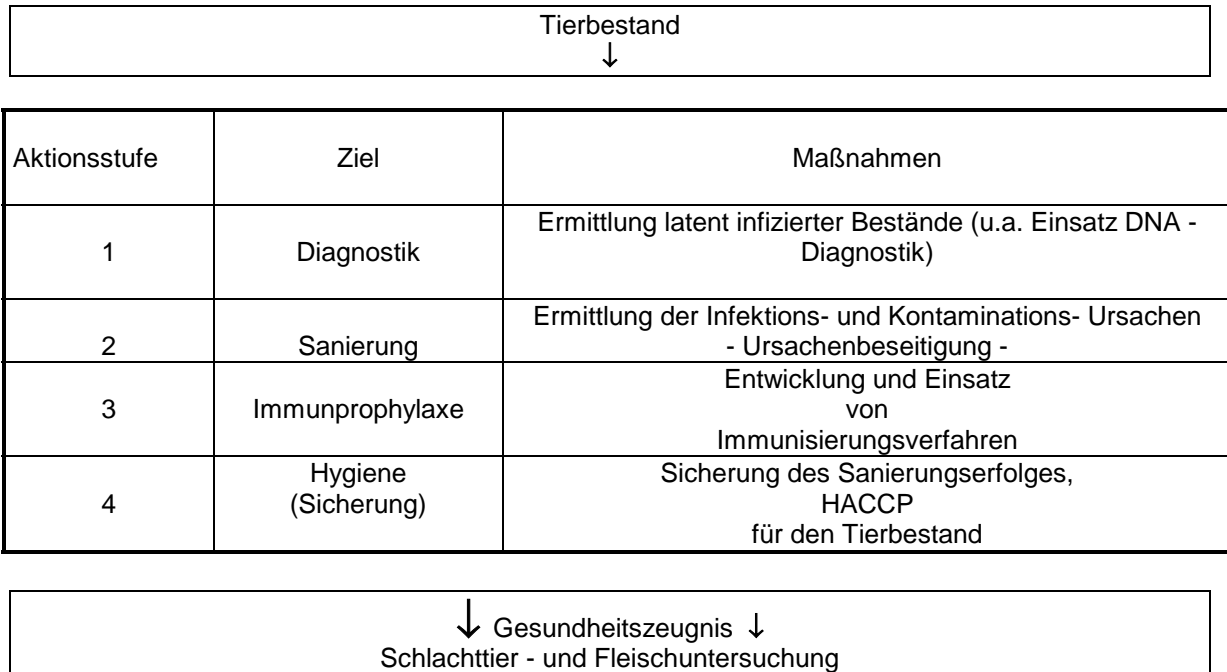 Tierbestand
↓
Aktionsstufe Ziel Maßnahmen
1 Diagnostik Ermittlung latent infizierter Bestände (u.a. Einsatz DNA -
Diagnostik)
2 Sanierung Ermittlung der Infektions- und Kontaminations- Ursachen
- Ursachenbeseitigung -
3 Immunprophylaxe Entwicklung und Einsatz
von
Immunisierungsverfahren
4 Hygiene
(Sicherung) Sicherung des Sanierungserfolges,
HACCP
für den Tierbestand
↓ Gesundheitszeugnis ↓
Schlachttier - und Fleischuntersuchung